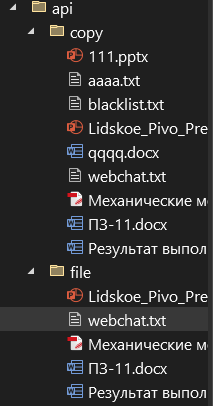 api
copy
111.pptx
aaaa.txt
blacklist.txt
Lidskoe_Pivo_Pre
qqqq.docx
webchat.txt
Механические м
ПЗ-11.docx
Результат выпол
file
Lidskoe_Pivo_Pre
webchat.txt
Механические м
ПЗ-11.docx
Результат выпол